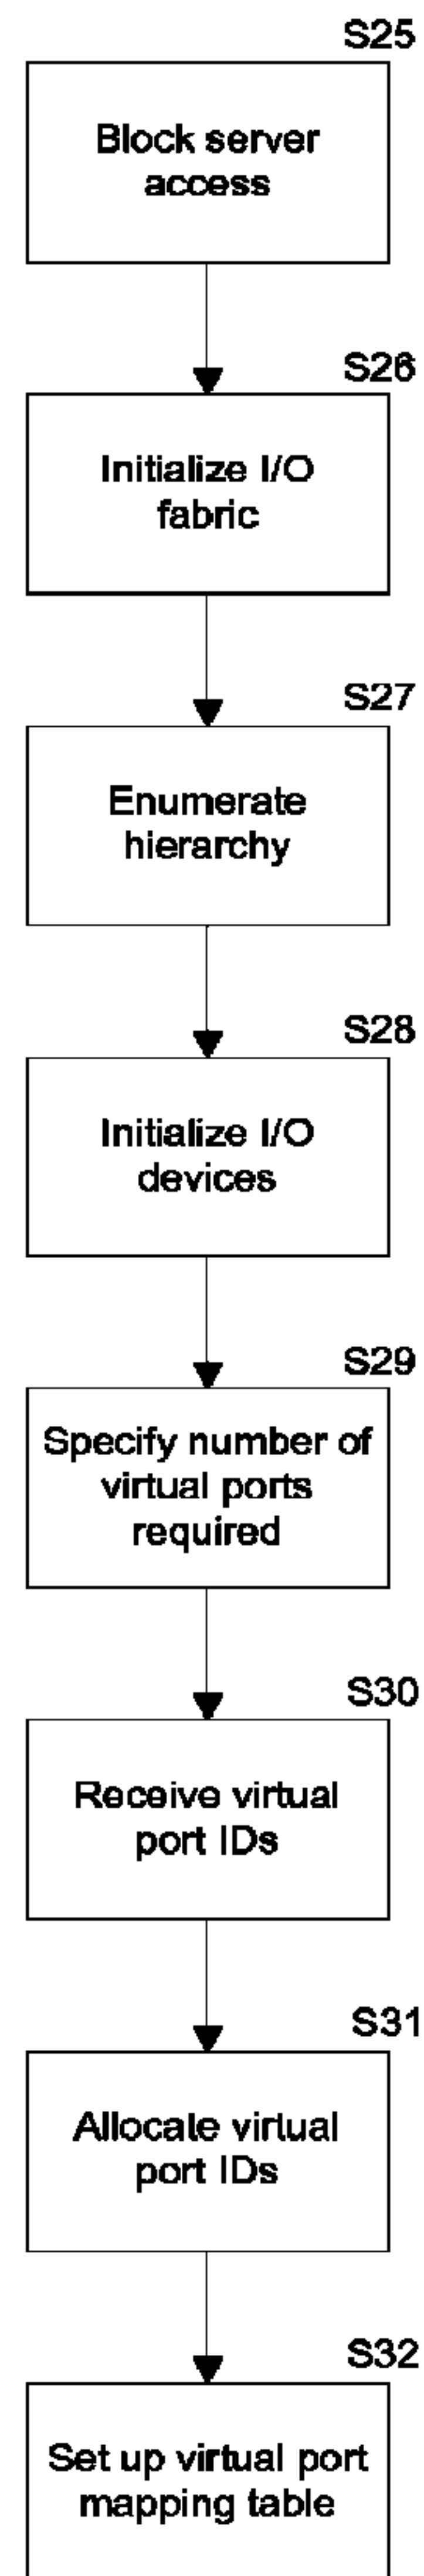 S25
Block server
access
S26
Initialize I/O
fabric
S27
Enumerate
hierarchy
S28
Initialize I/O
devices
S29
Specify number of
virtual ports
required
S30
Receive virtual
port IDs
S31
Allocate virtual
port IDs
S32
Set up virtual port
mapping table